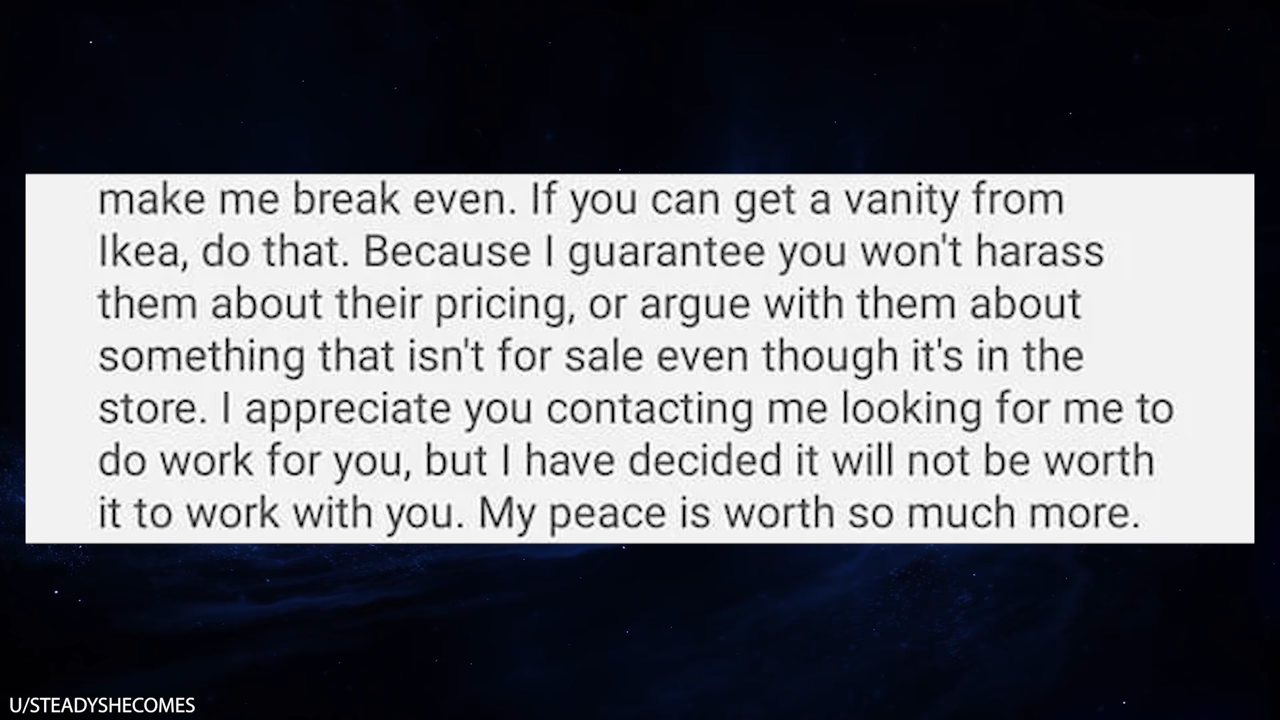 make me break even. If you can get a vanity from
Ikea, do that. Because I guarantee you won't harass
them about their pricing, or argue with them about
something that isn't for sale even though it's in the
store. I appreciate you contacting me looking for me to
do work for you, but I have decided it will not be worth
it to work with you. My peace is worth so much more.
U/STEADYSHECOMES